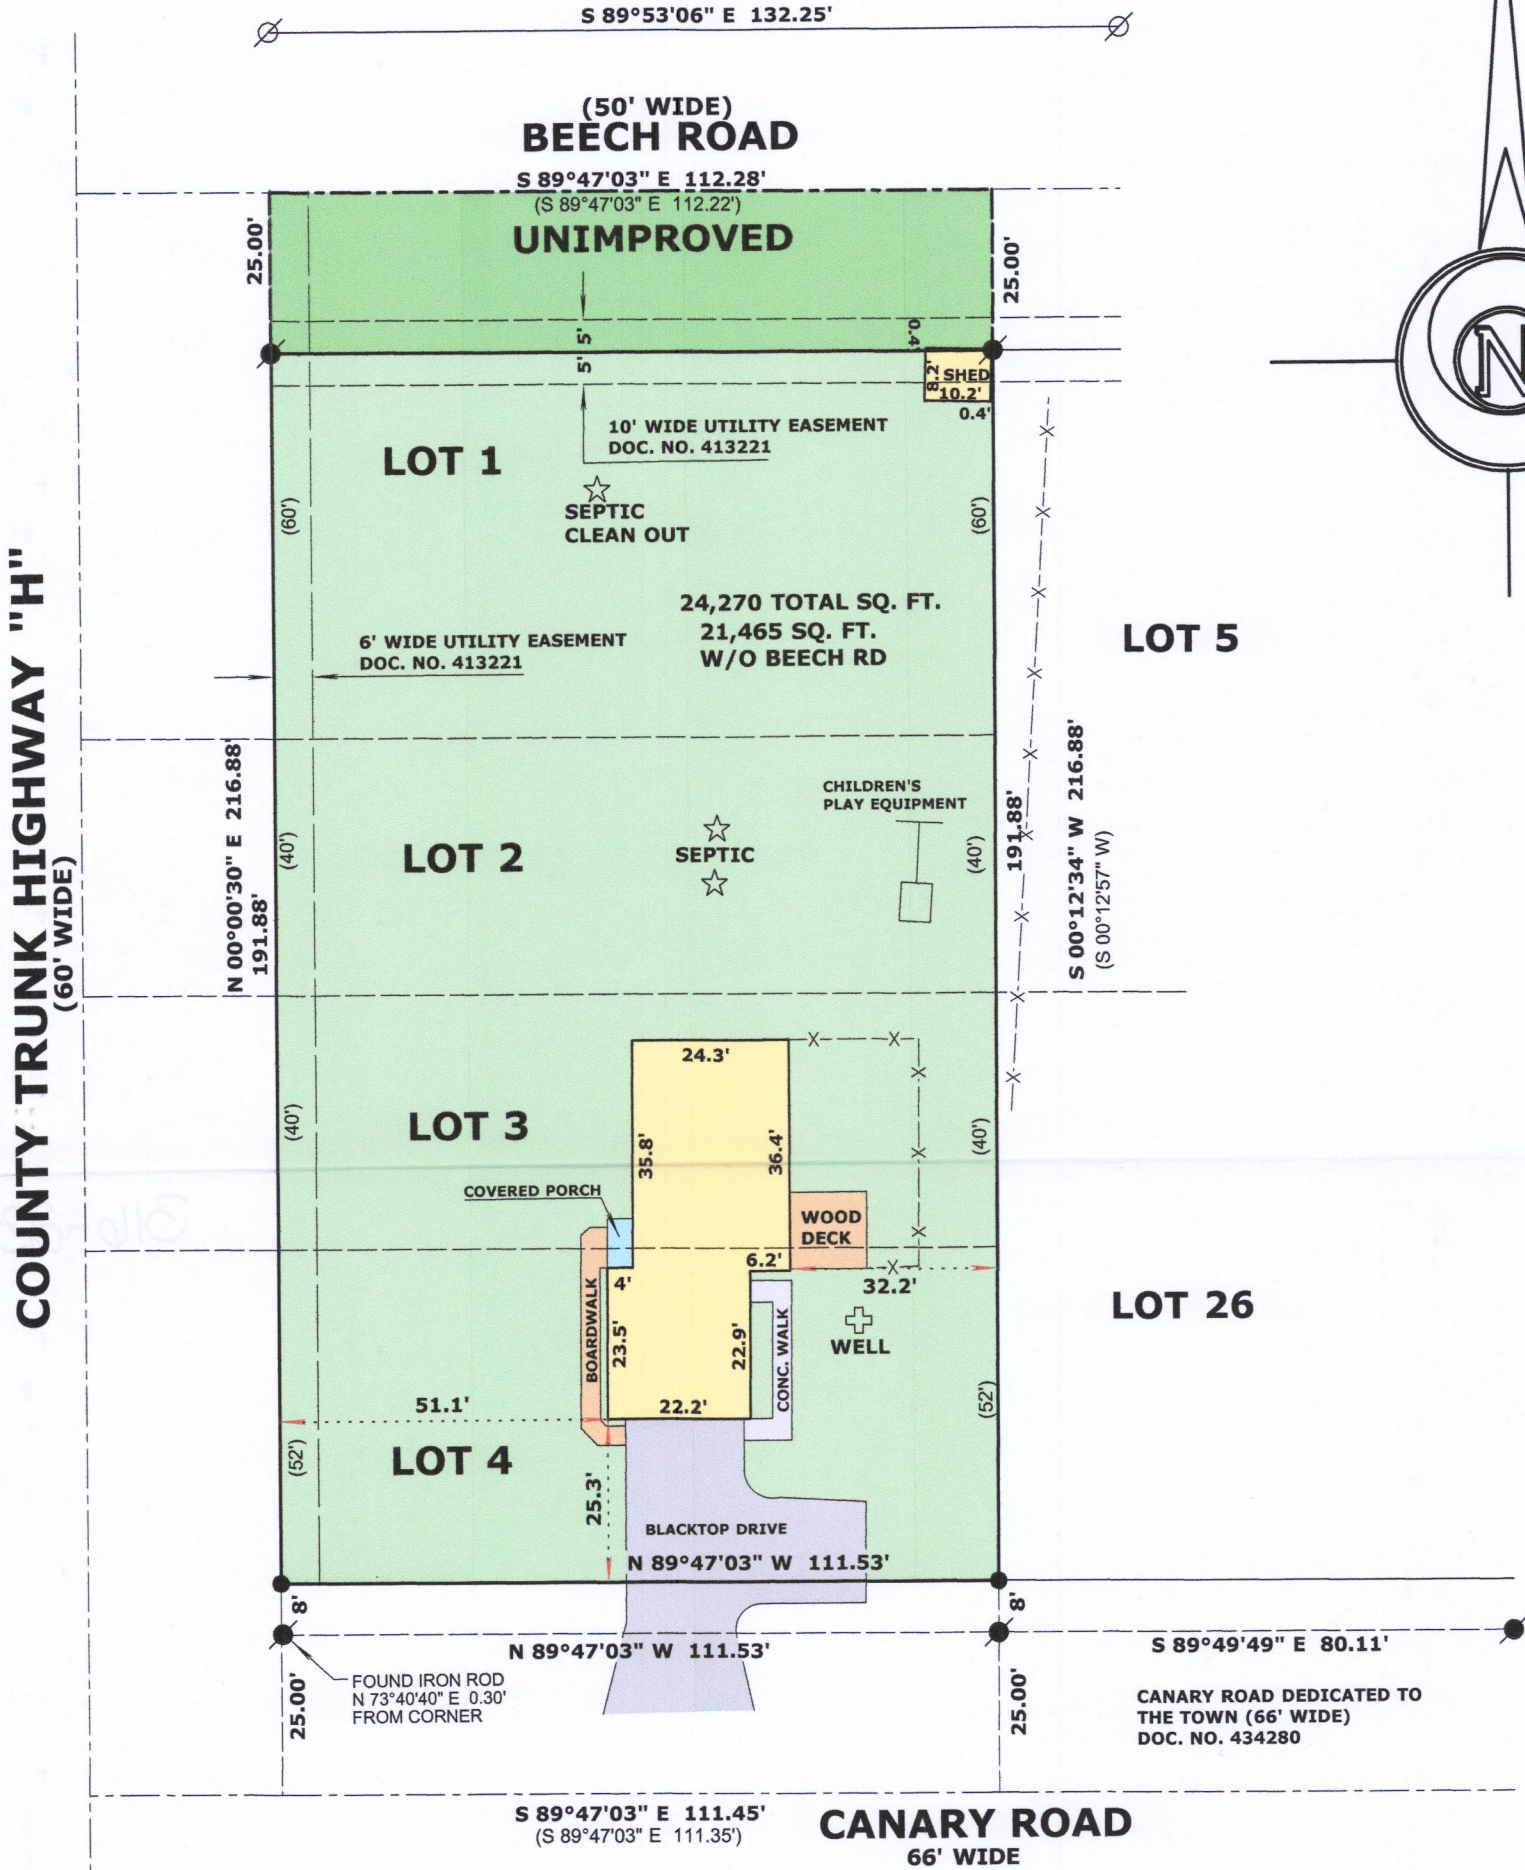 S 89°53'06" E 132.25'
(50' WIDE)
BEECH ROAD
S 89°47'03" E 112.28'
(S 89°47'03" E 112.22')
UNIMPROVED
25.00'
25.00'
5'
5'
0.4'
8.2'
SHED
10.2'
0.4'
N
10' WIDE UTILITY EASEMENT
DOC. NO. 413221
LOT 1
SEPTIC
CLEAN OUT
(60')
(60')
24,270 TOTAL SQ. FT.
21,465 SQ. FT.
W/O BEECH RD
6' WIDE UTILITY EASEMENT
DOC. NO. 413221
LOT 5
COUNTY TRUNK HIGHWAY "H"
(60' WIDE)
N 00°00'30" E 216.88'
191.88'
CHILDREN'S
PLAY EQUIPMENT
191.88'
S 00°12'34" W 216.88'
(S 00°12'57" W)
(40')
LOT 2
SEPTIC
(40')
24.3'
LOT 3
(40')
35.8'
36.4'
(40')
COVERED PORCH
WOOD
DECK
6.2'
4'
32.2'
BOARDWALK
23.5'
22.9'
CONC. WALK
WELL
LOT 26
51.1'
22.2'
(52')
LOT 4
(52')
25.3'
BLACKTOP DRIVE
N 89°47'03" W 111.53'
8'
8'
N 89°47'03" W 111.53'
S 89°49'49" E 80.11'
FOUND IRON ROD
N 73°40'40" E 0.30'
FROM CORNER
25.00'
25.00'
CANARY ROAD DEDICATED TO
THE TOWN (66' WIDE)
DOC. NO. 434280
S 89°47'03" E 111.45'
(S 89°47'03" E 111.35')
CANARY ROAD
66' WIDE